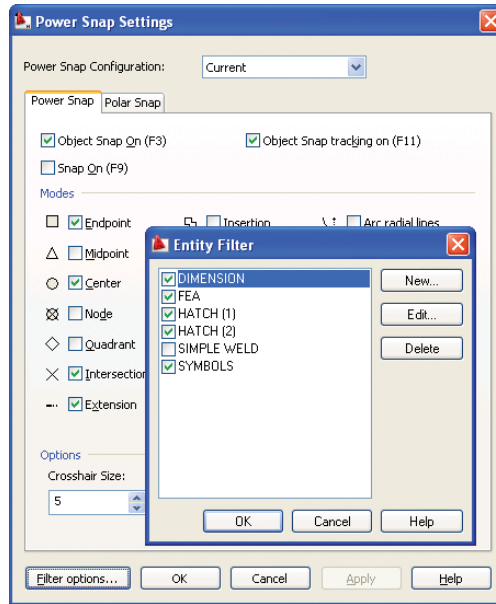 Power Snap Settings
Power Snap Configuration: Current
Power Snap Polar Snap
Object Snap On (F3) Object Snap tracking on (F11)
Snap On (F9)
Modes
Endpoint Insertion Arc radial lines
Midpoint
Center
Node
Quadrant
Intersection
Extension
Entity Filter
DIMENSION
FEA
HATCH (1)
HATCH (2)
SIMPLE WELD
SYMBOLS
New...
Edit...
Delete
OK Cancel Help
Options
Crosshair Size:
5
Filter options... OK Cancel Apply Help